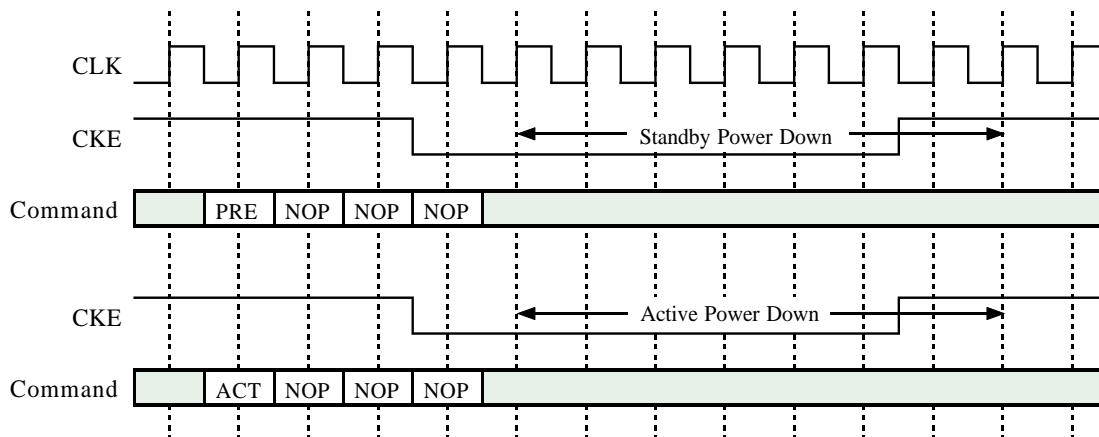 CLK
CKE
Standby Power Down
Command
PRE NOP NOP NOP
CKE
Active Power Down
Command
ACT NOP NOP NOP